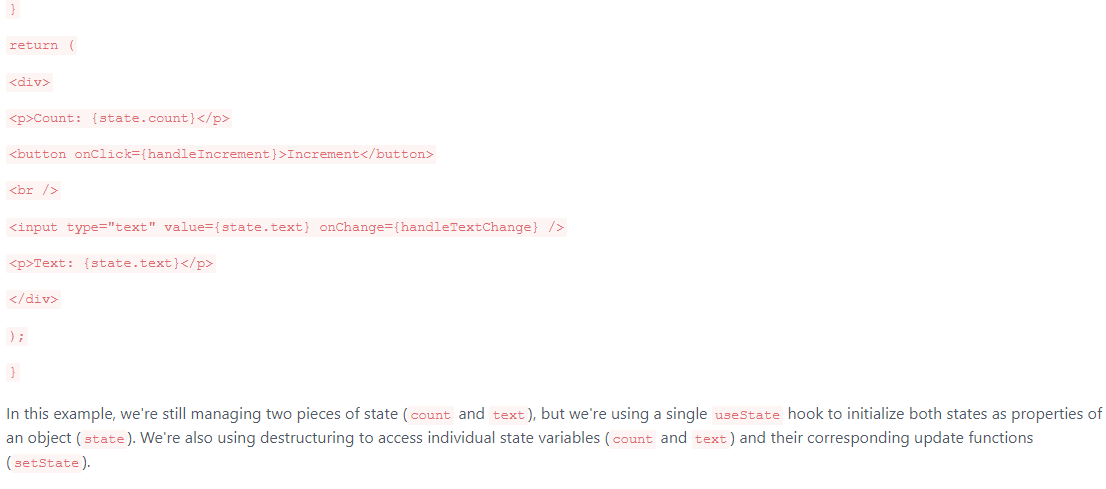 }
return (
<div>
<p>Count: {state.count}</p>
<button onClick={handleIncrement}>Increment</button>
<br />
<input type="text" value={state.text} onChange={handleTextChange} />
<p>Text: {state.text}</p>
</div>
);
}
In this example, we're still managing two pieces of state (count and text), but we're using a single useState hook to initialize both states as properties of
an object (state). We're also using destructuring to access individual state variables (count and text) and their corresponding update functions
(setState).